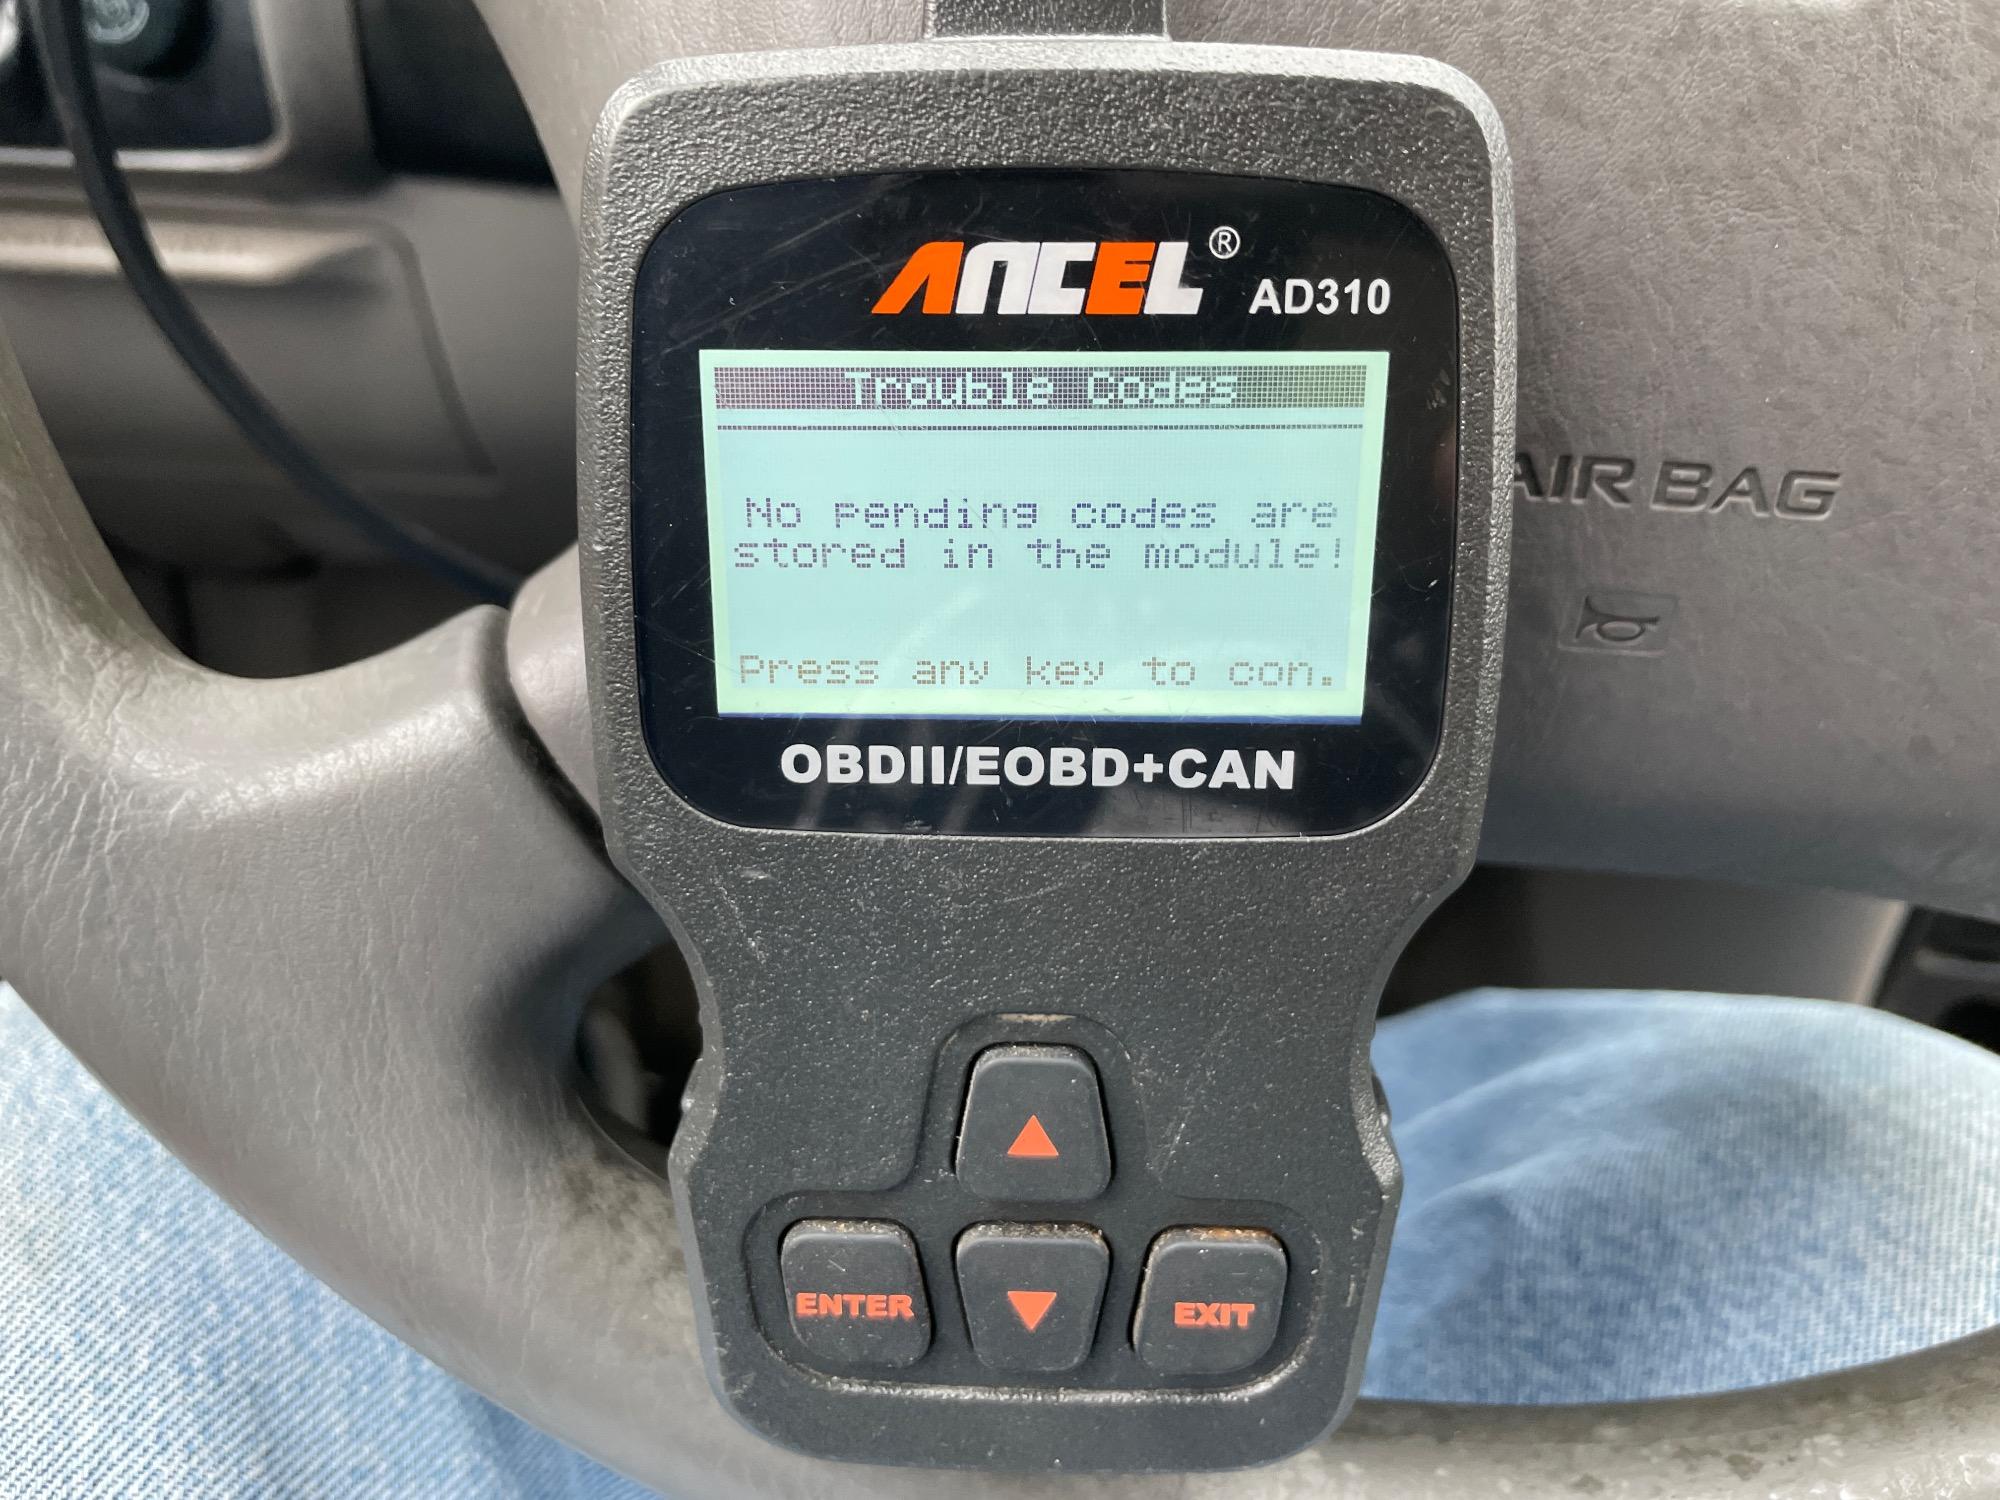 ANCEL® AD310
Trouble Codes
No pending codes are
stored in the module!
Press any key to con.
OBDII/EOBD+CAN
AIR BAG
ENTER
EXIT